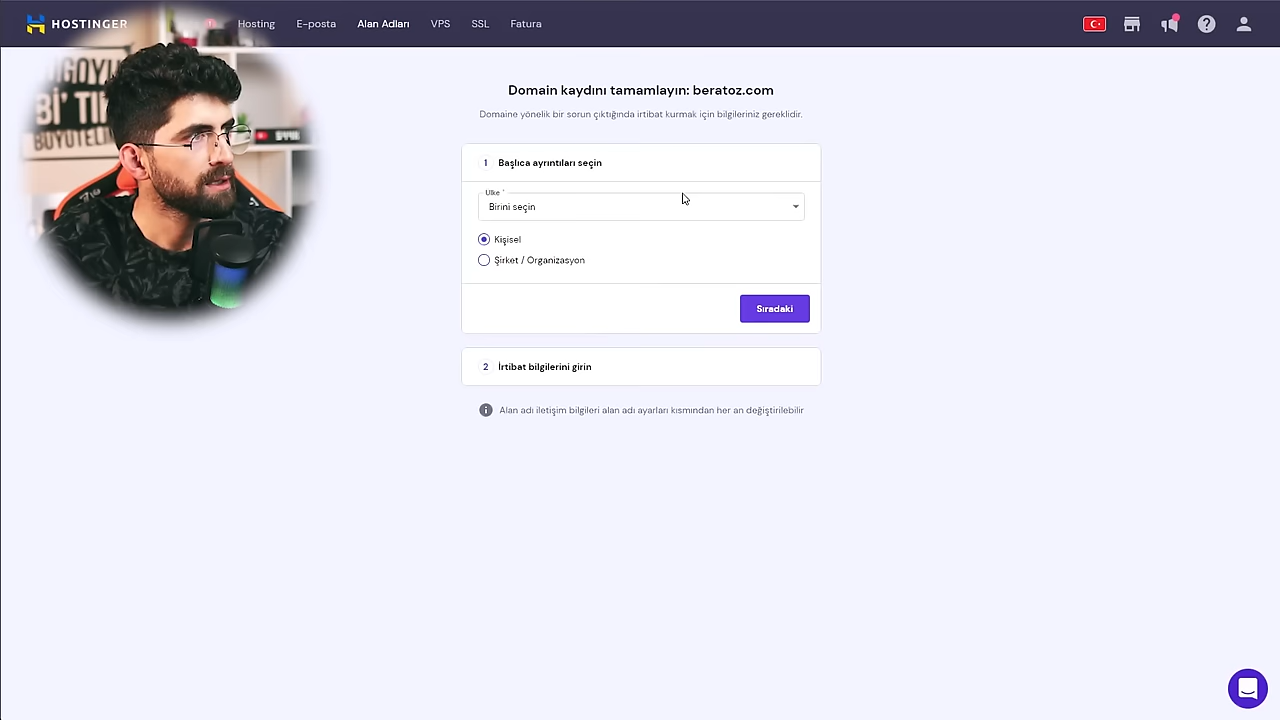 HOSTINGER
Hosting
E-posta
Alan Adları
VPS
SSL
Fatura
Domain kaydını tamamlayın: beratoz.com
Domaine yönelik bir sorun çıktığında irtibat kurmak için bilgileriniz gereklidir.
1 Başlıca ayrıntıları seçin
Ülke *
Birini seçin
Kişisel
Şirket / Organizasyon
Sıradaki
2 İrtibat bilgilerini girin
Alan adı iletişim bilgileri alan adı ayarları kısmından her an değiştirilebilir